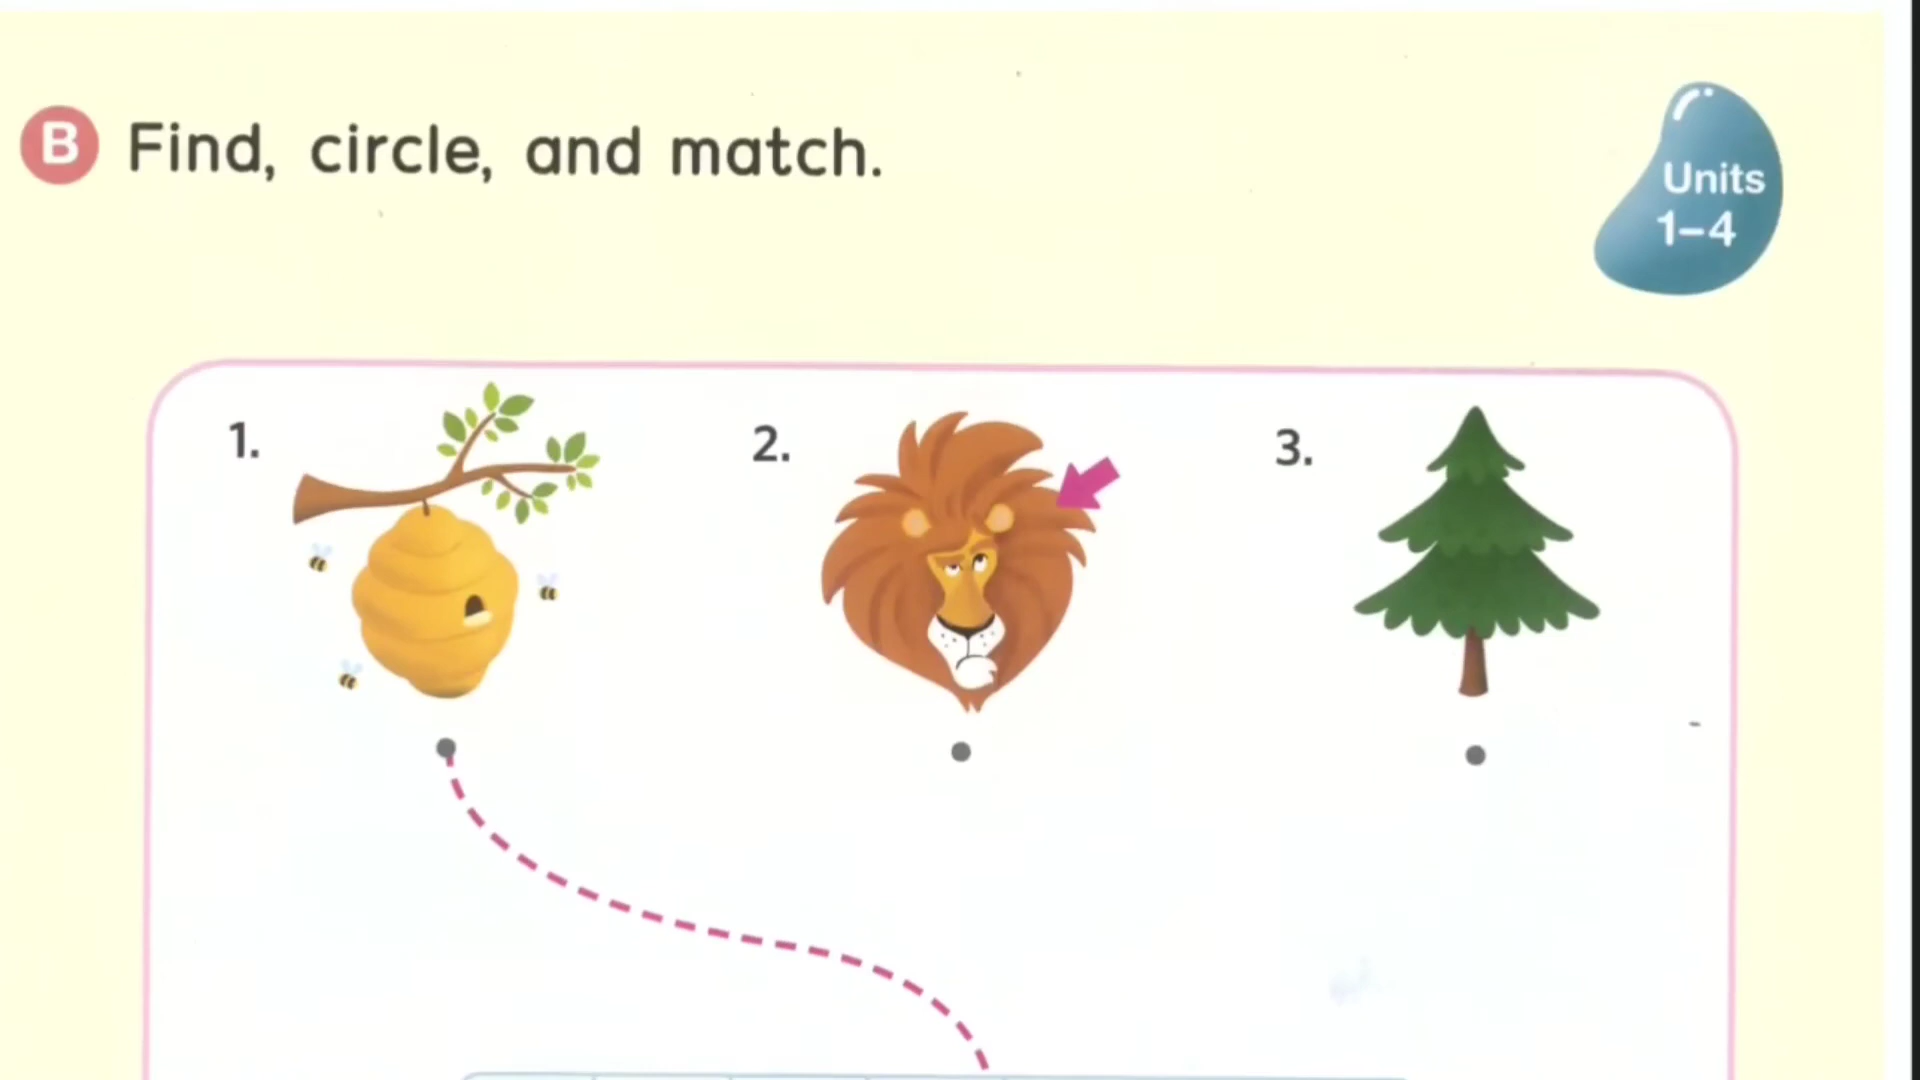 B Find, circle, and match.
Units
1-4
1.
2.
3.